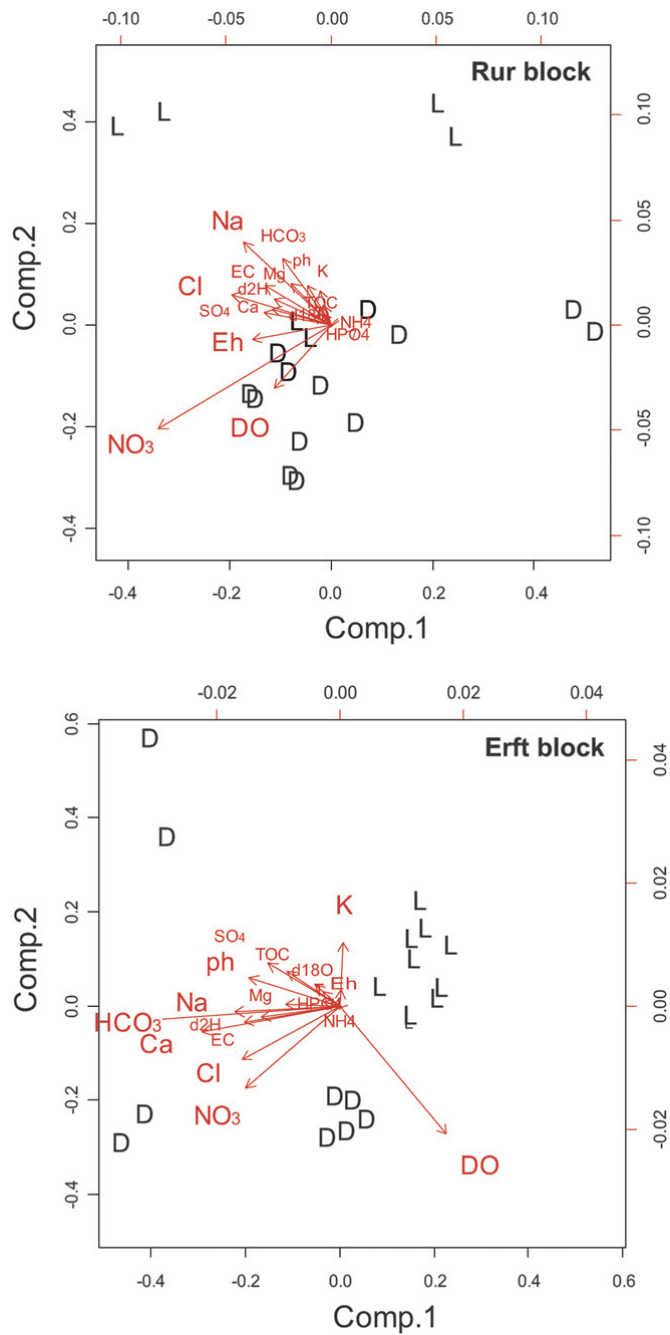 -0.10 -0.05 0.00 0.05 0.10
Rur block
L L L L
0.4 0.10
Na HCO₃
0.2 ph K 0.05
EC Mg
Cl d2H TOC D D
SO₄ Ca
0.0 L NH4 0.00
Eh L HPO4 D D
D
D D
D D
-0.2 DO D -0.05
NO₃ D
D D
-0.4 -0.10
Comp.2
-0.4 -0.2 0.0 0.2 0.4
Comp.1
-0.02 0.00 0.02 0.04
0.6 D Erft block
0.04
0.4 D
0.02
0.2 K L
SO₄ L L
TOC L
ph d18O L
Eh L L
Na Mg HPO4 L
0.0 0.00
HCO₃ d2H NH4 L
Ca EC
Cl
-0.2 NO₃ D D -0.02
D D D
D D
DO
-0.4
Comp.2
-0.4 -0.2 0.0 0.2 0.4 0.6
Comp.1